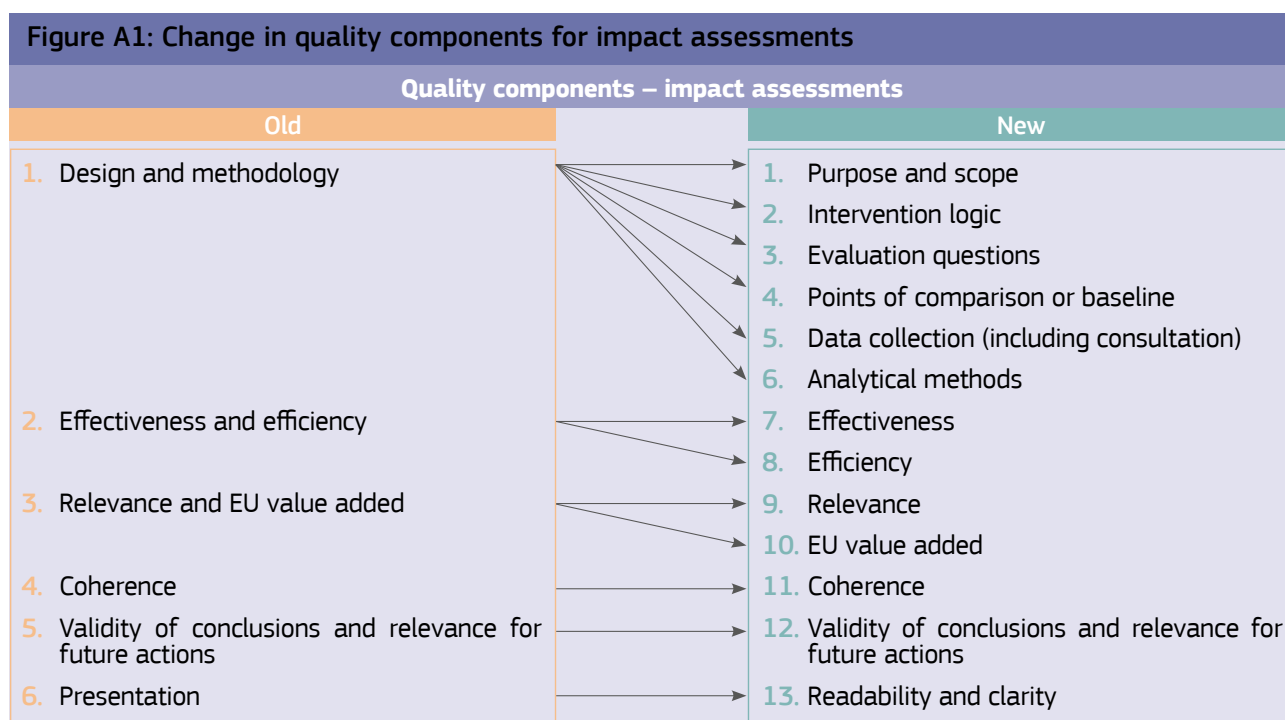 Figure A1: Change in quality components for impact assessments
Quality components – impact assessments
Old
New
1. Design and methodology
1. Purpose and scope
2. Intervention logic
3. Evaluation questions
4. Points of comparison or baseline
5. Data collection (including consultation)
6. Analytical methods
2. Effectiveness and efficiency
7. Effectiveness
8. Efficiency
3. Relevance and EU value added
9. Relevance
10. EU value added
4. Coherence
11. Coherence
5. Validity of conclusions and relevance for
future actions
12. Validity of conclusions and relevance for
future actions
6. Presentation
13. Readability and clarity